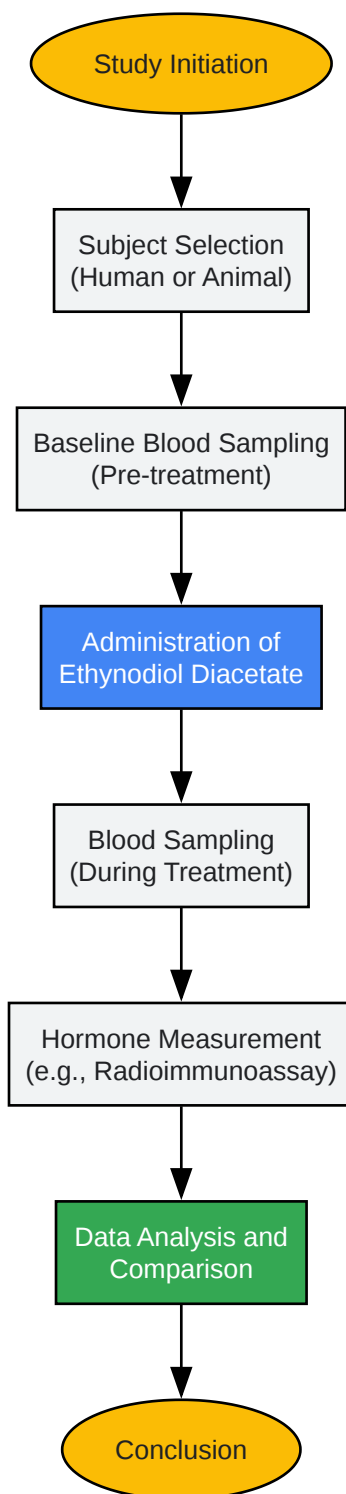 Study Initiation
Subject Selection
(Human or Animal)
Baseline Blood Sampling
(Pre-treatment)
Administration of
Ethynodiol Diacetate
Blood Sampling
(During Treatment)
Hormone Measurement
(e.g., Radioimmunoassay)
Data Analysis and
Comparison
Conclusion